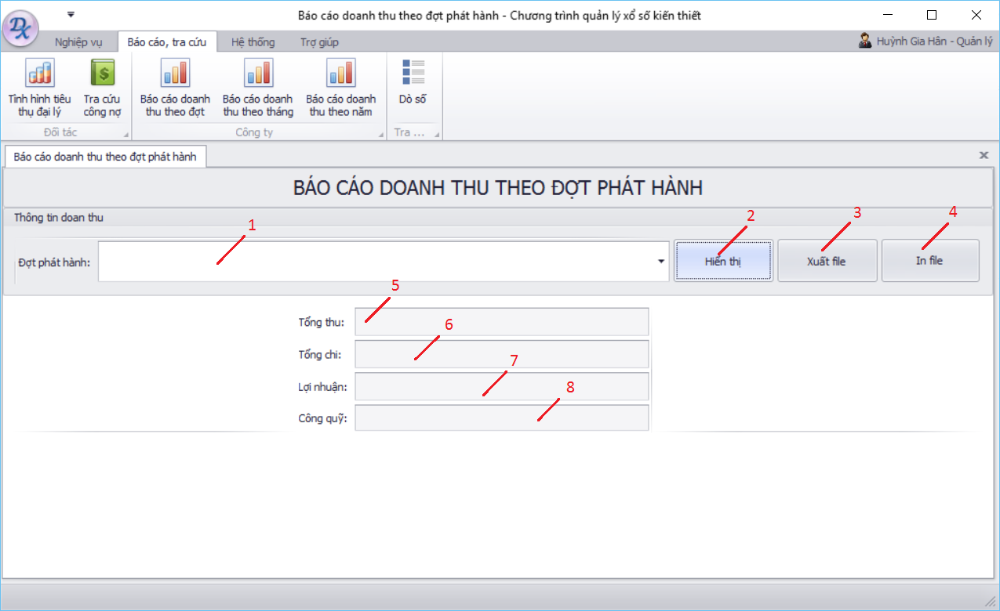 Báo cáo doanh thu theo đợt phát hành - Chương trình quản lý xổ số kiến thiết
Nghiệp vụ
Báo cáo, tra cứu
Hệ thống
Trợ giúp
Huỳnh Gia Hân - Quản lý
Tình hình tiêu
thụ đại lý
Tra cứu
công nợ
Báo cáo doanh
thu theo đợt
Báo cáo doanh
thu theo tháng
Báo cáo doanh
thu theo năm
Dò số
Đối tác
Công ty
Tra ...
Báo cáo doanh thu theo đợt phát hành
BÁO CÁO DOANH THU THEO ĐỢT PHÁT HÀNH
Thông tin doan thu
1
2
3
4
Đợt phát hành:
Hiển thị
Xuất file
In file
5
Tổng thu:
6
Tổng chi:
7
Lợi nhuận:
8
Công quỹ: